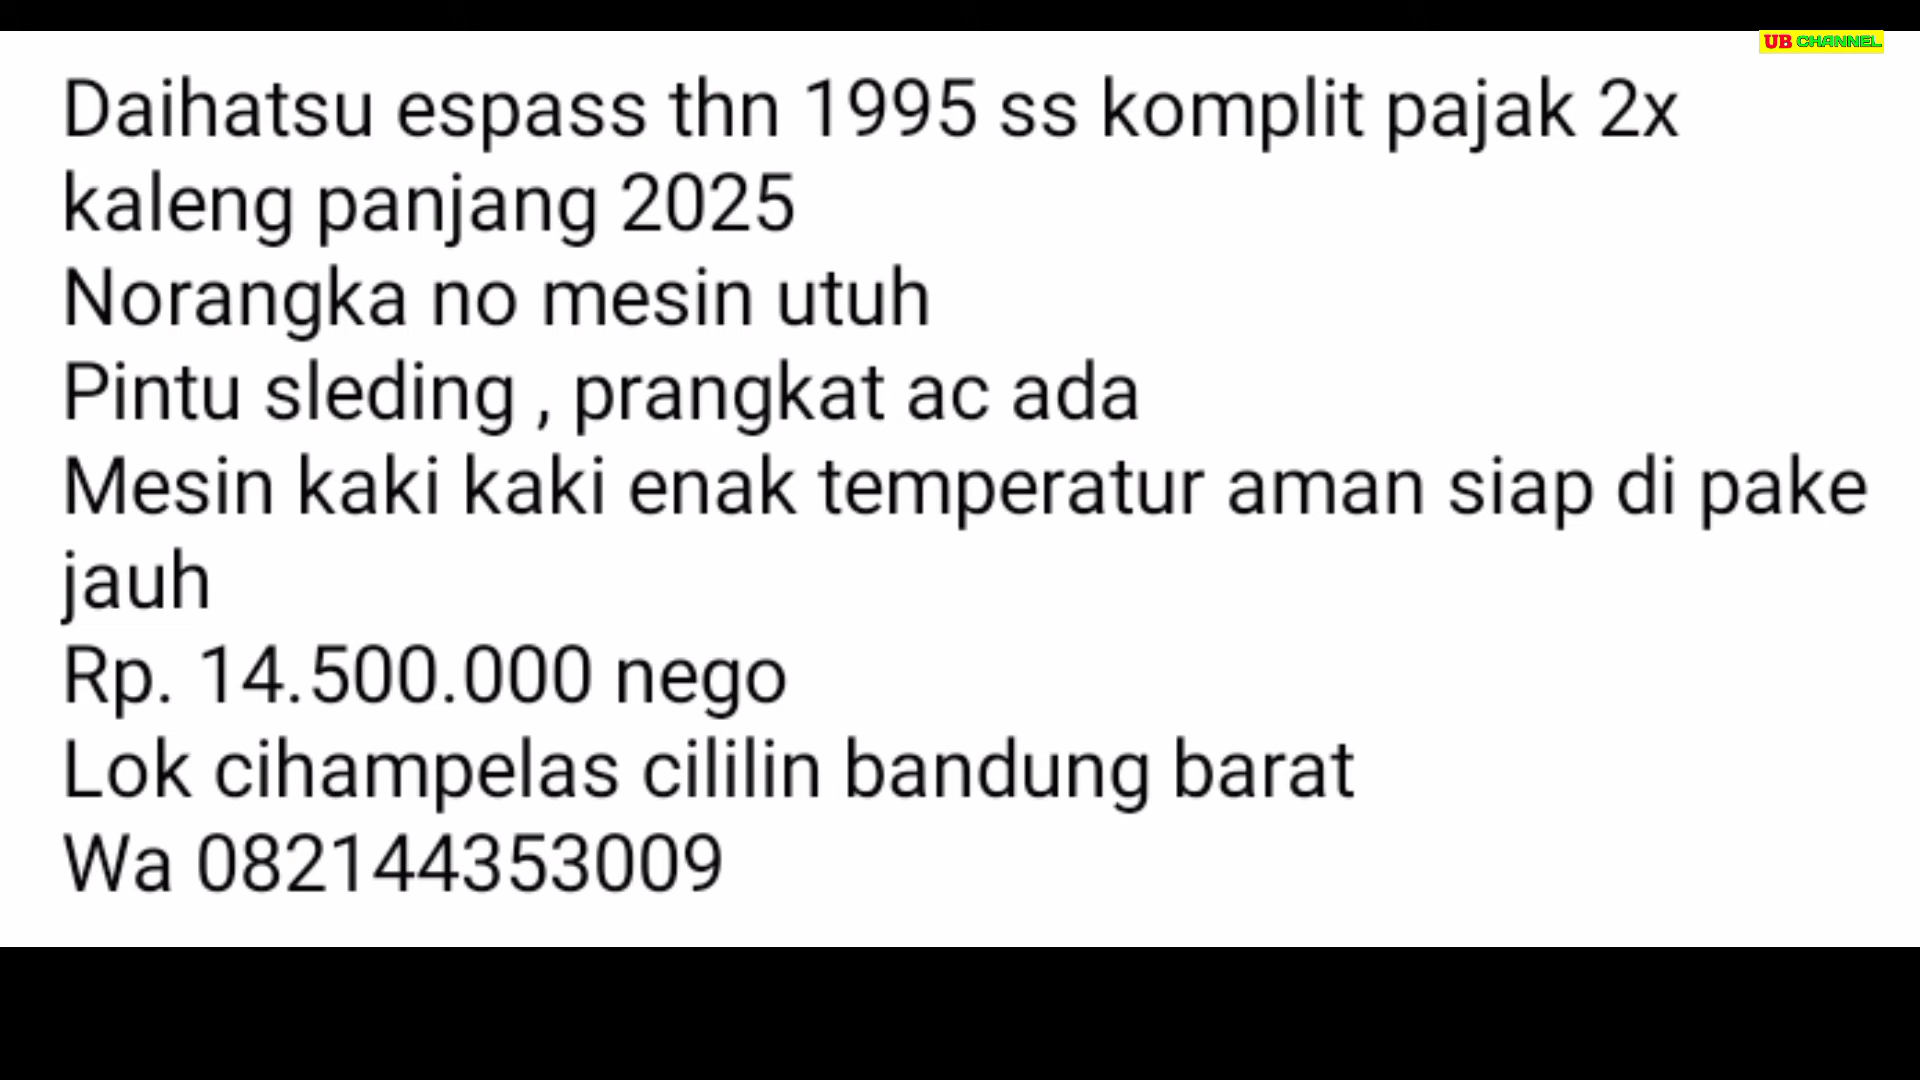 UB CHANNEL
Daihatsu espass thn 1995 ss komplit pajak 2x
kaleng panjang 2025
Norangka no mesin utuh
Pintu sleding , prangkat ac ada
Mesin kaki kaki enak temperatur aman siap di pake
jauh
Rp. 14.500.000 nego
Lok cihampelas cililin bandung barat
Wa 082144353009